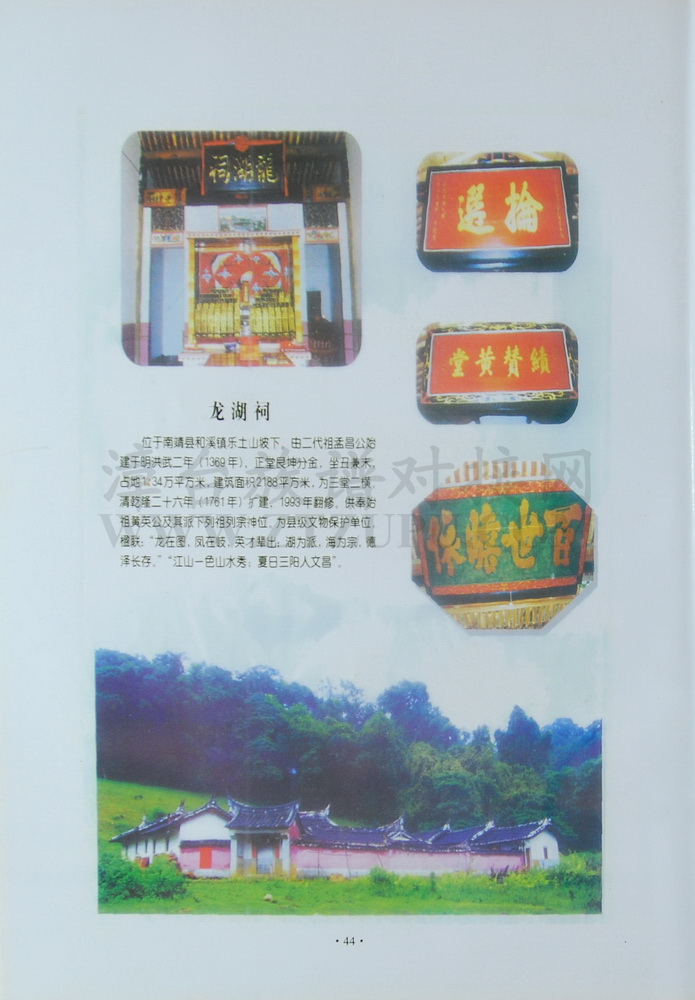 龍湖祠
掄選
績贊黄堂
百世瞻依
龙湖祠
位于南靖县和溪镇乐土山坡下。由二代祖孟昌公始
建于明洪武二年（1369年），正堂艮坤分金，坐丑兼未，
占地1.34万平方米，建筑面积2188平方米，为三堂二横，
清乾隆二十六年（1761年）扩建，1993年翻修，供奉始
祖黄英公及其派下列祖列宗神位，为县级文物保护单位。
楹联：“龙在图，凤在岐，英才辈出；湖为派，海为宗，德
泽长存。”“江山一色山水秀；夏日三阳人文昌”。
台族谱对接网
·44·